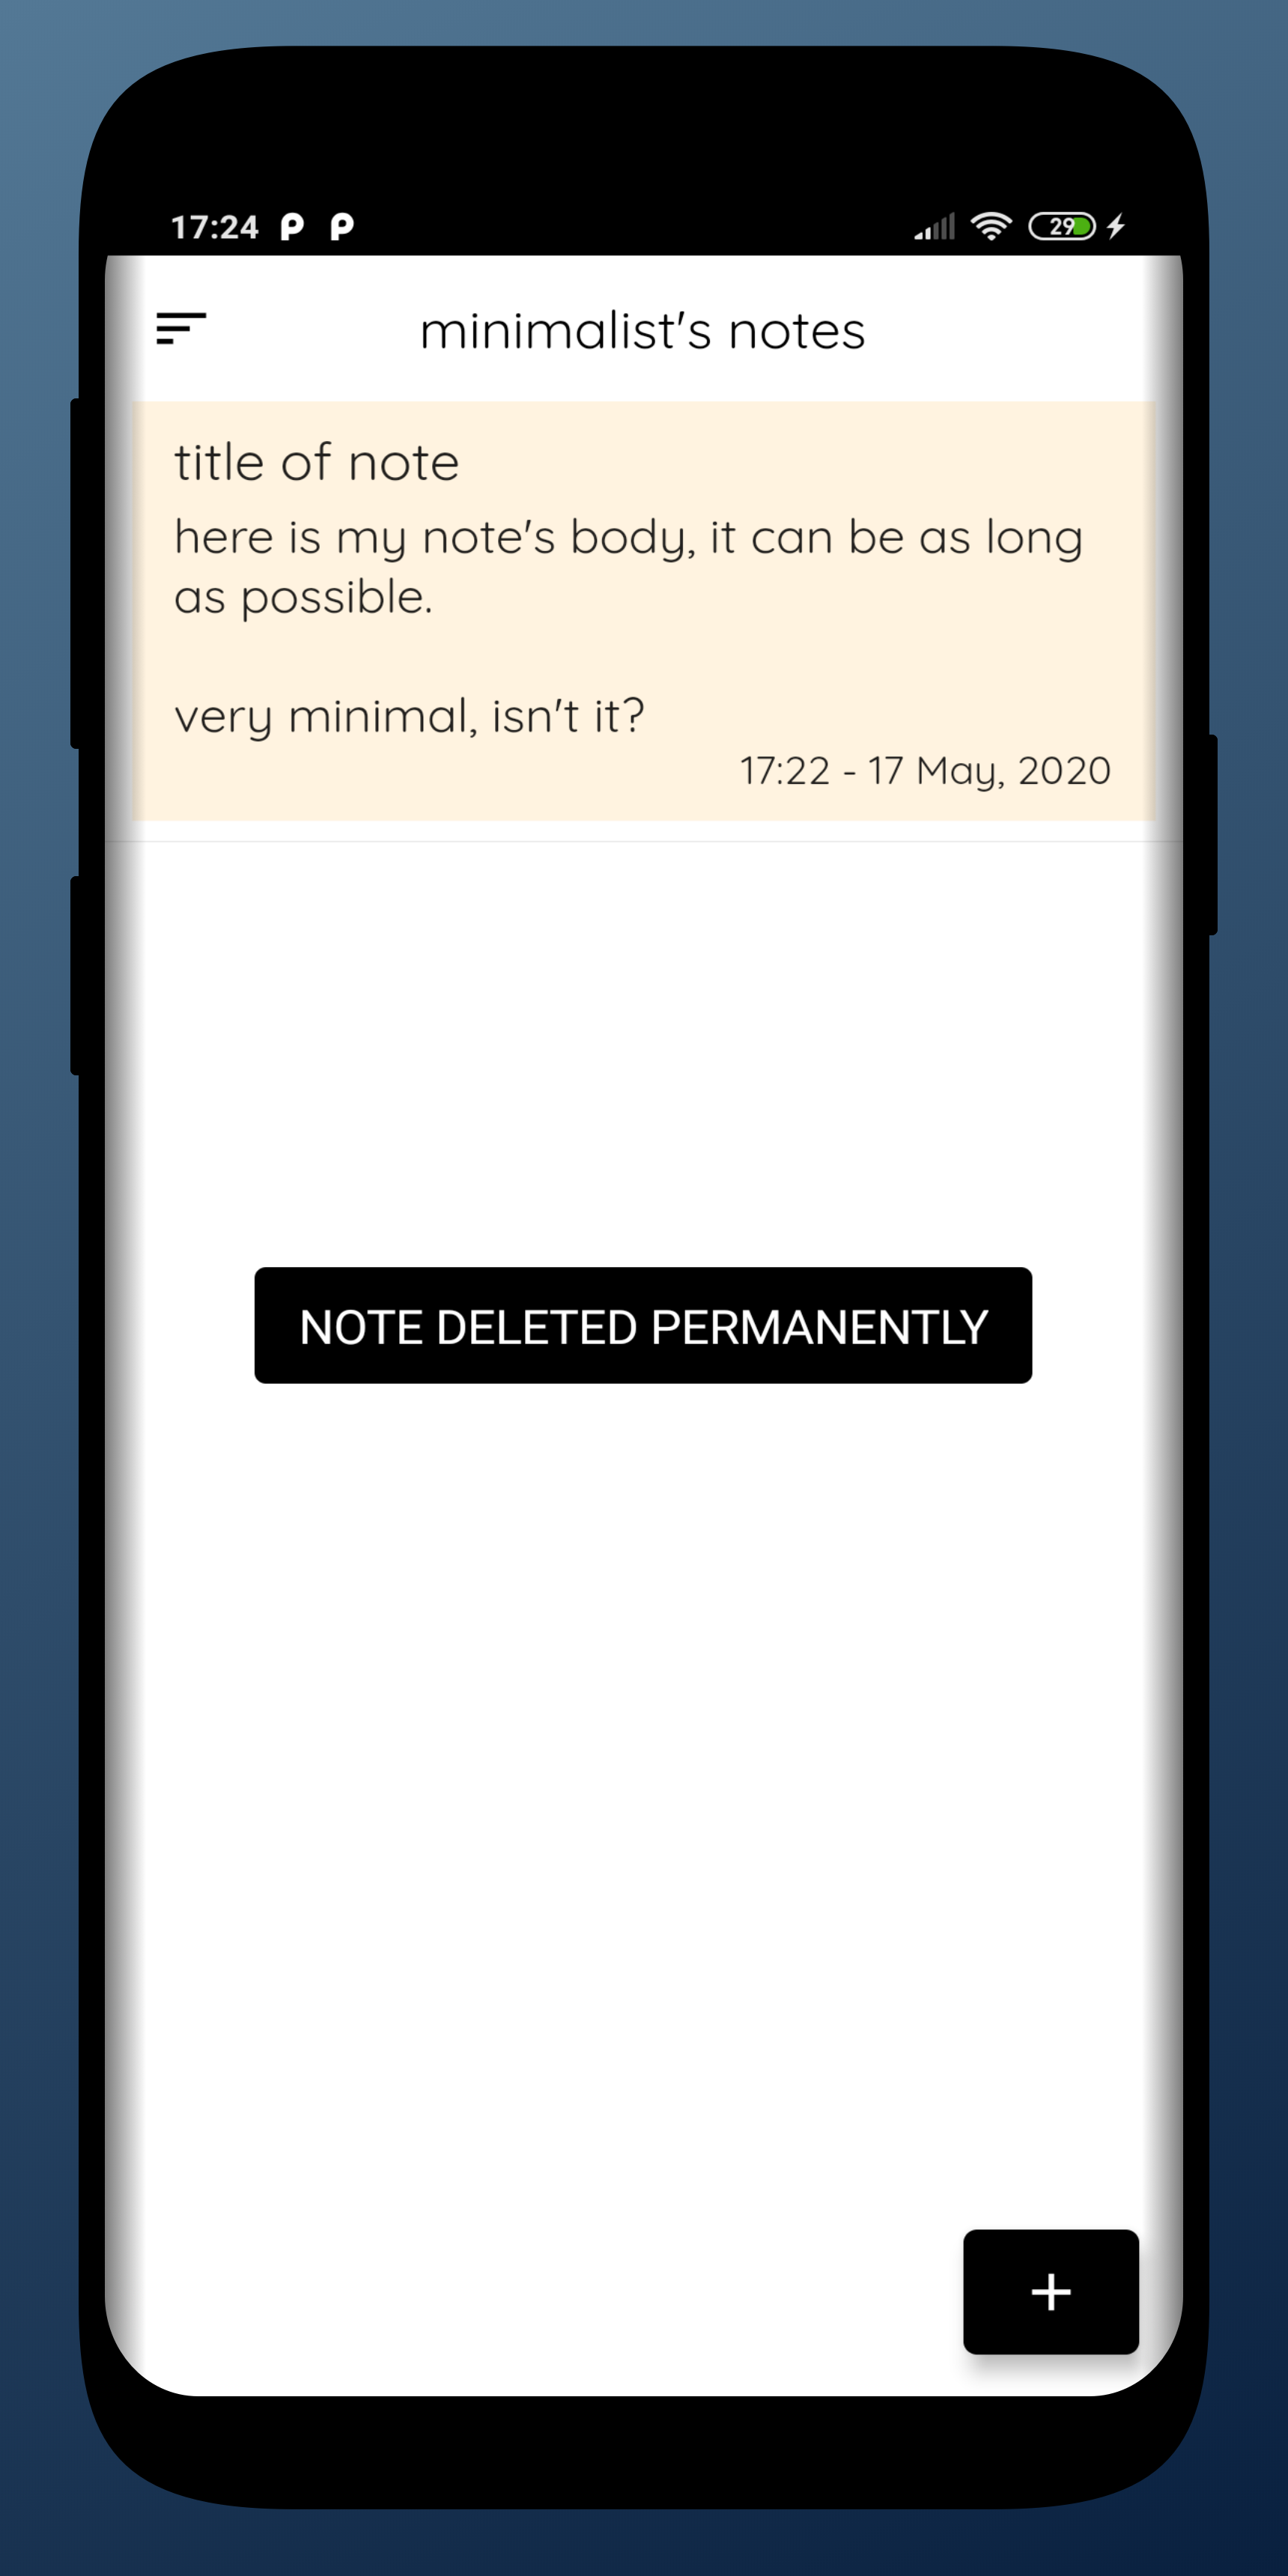 17:24 P P 29
minimalist's notes
title of note
here is my note's body, it can be as long
as possible.
very minimal, isn't it?
17:22 - 17 May, 2020
NOTE DELETED PERMANENTLY
+